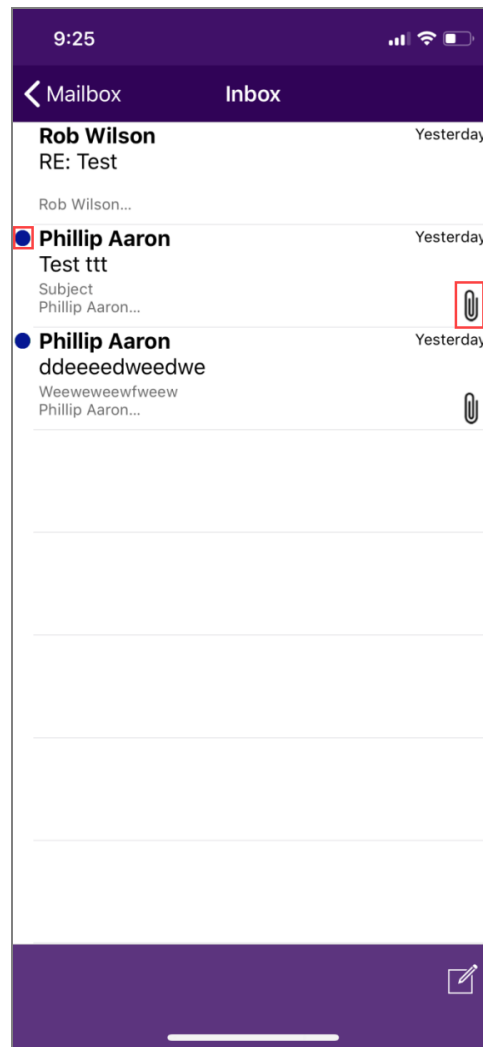 9:25
Mailbox Inbox
Rob Wilson Yesterday
RE: Test
Rob Wilson...
Phillip Aaron Yesterday
Test ttt
Subject
Phillip Aaron...
Phillip Aaron Yesterday
ddeeeedweedwe
Weeweweewfweew
Phillip Aaron...